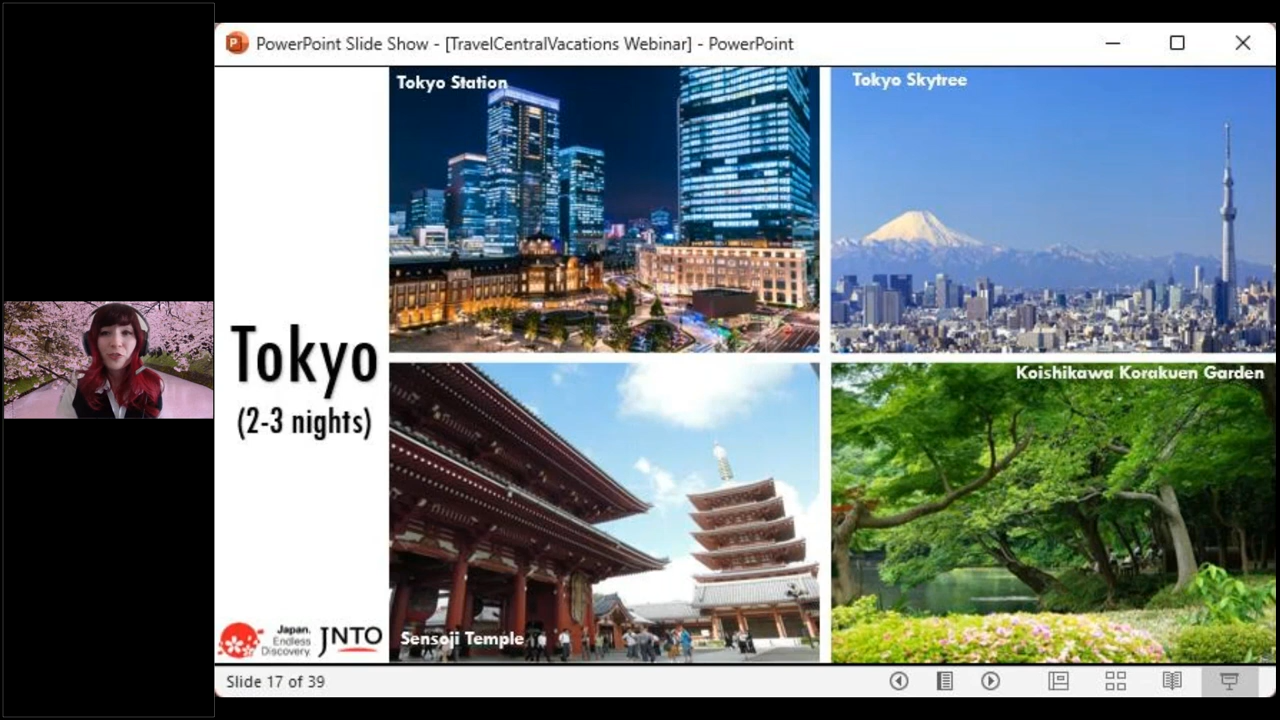 PowerPoint Slide Show - [TravelCentralVacations Webinar] - PowerPoint
Tokyo Station
Tokyo Skytree
Tokyo
(2-3 nights)
Koishikawa Korakuen Garden
Sensoji Temple
Japan.
Endless
Discovery.
JNTO
Slide 17 of 39